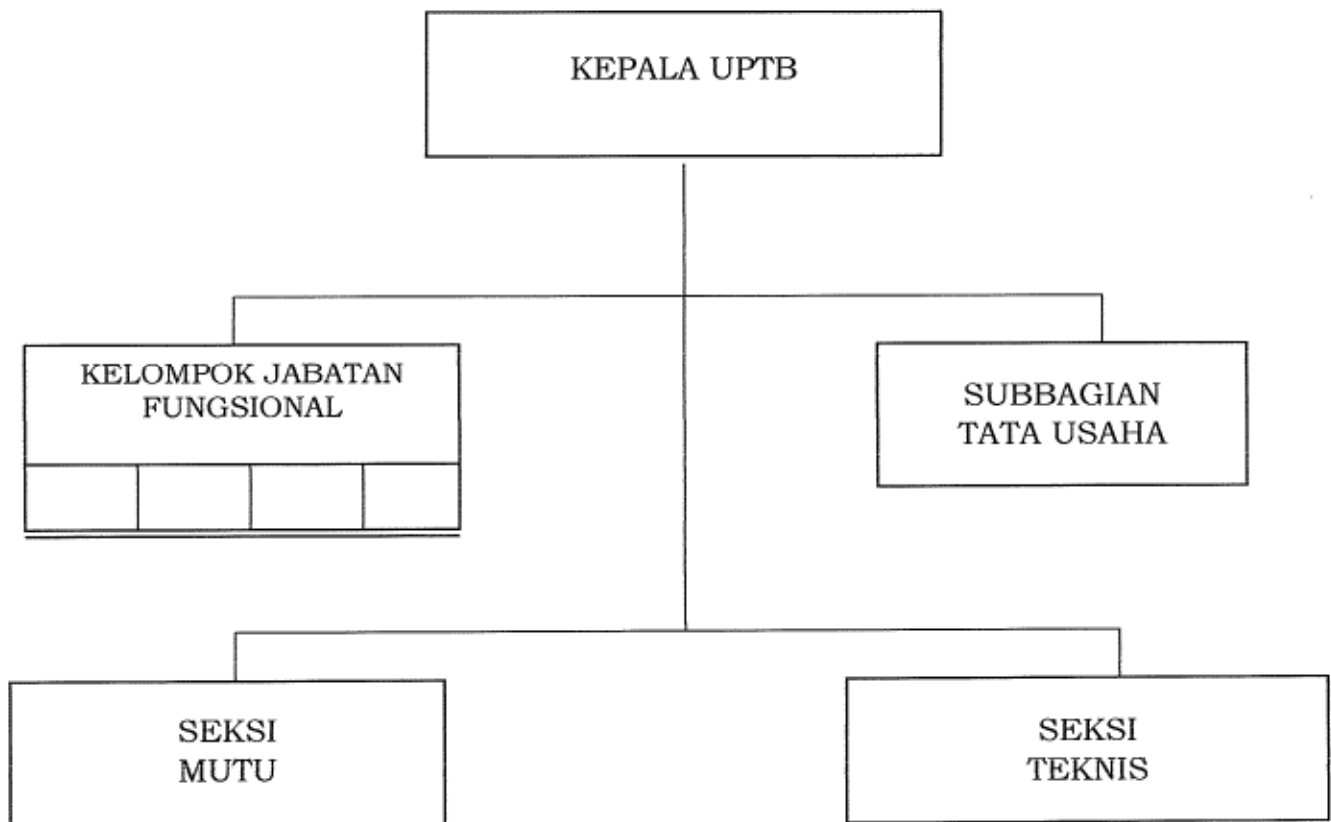 KEPALA UPTB
KELOMPOK JABATAN
FUNGSIONAL
SUBBAGIAN
TATA USAHA
SEKSI
MUTU
SEKSI
TEKNIS